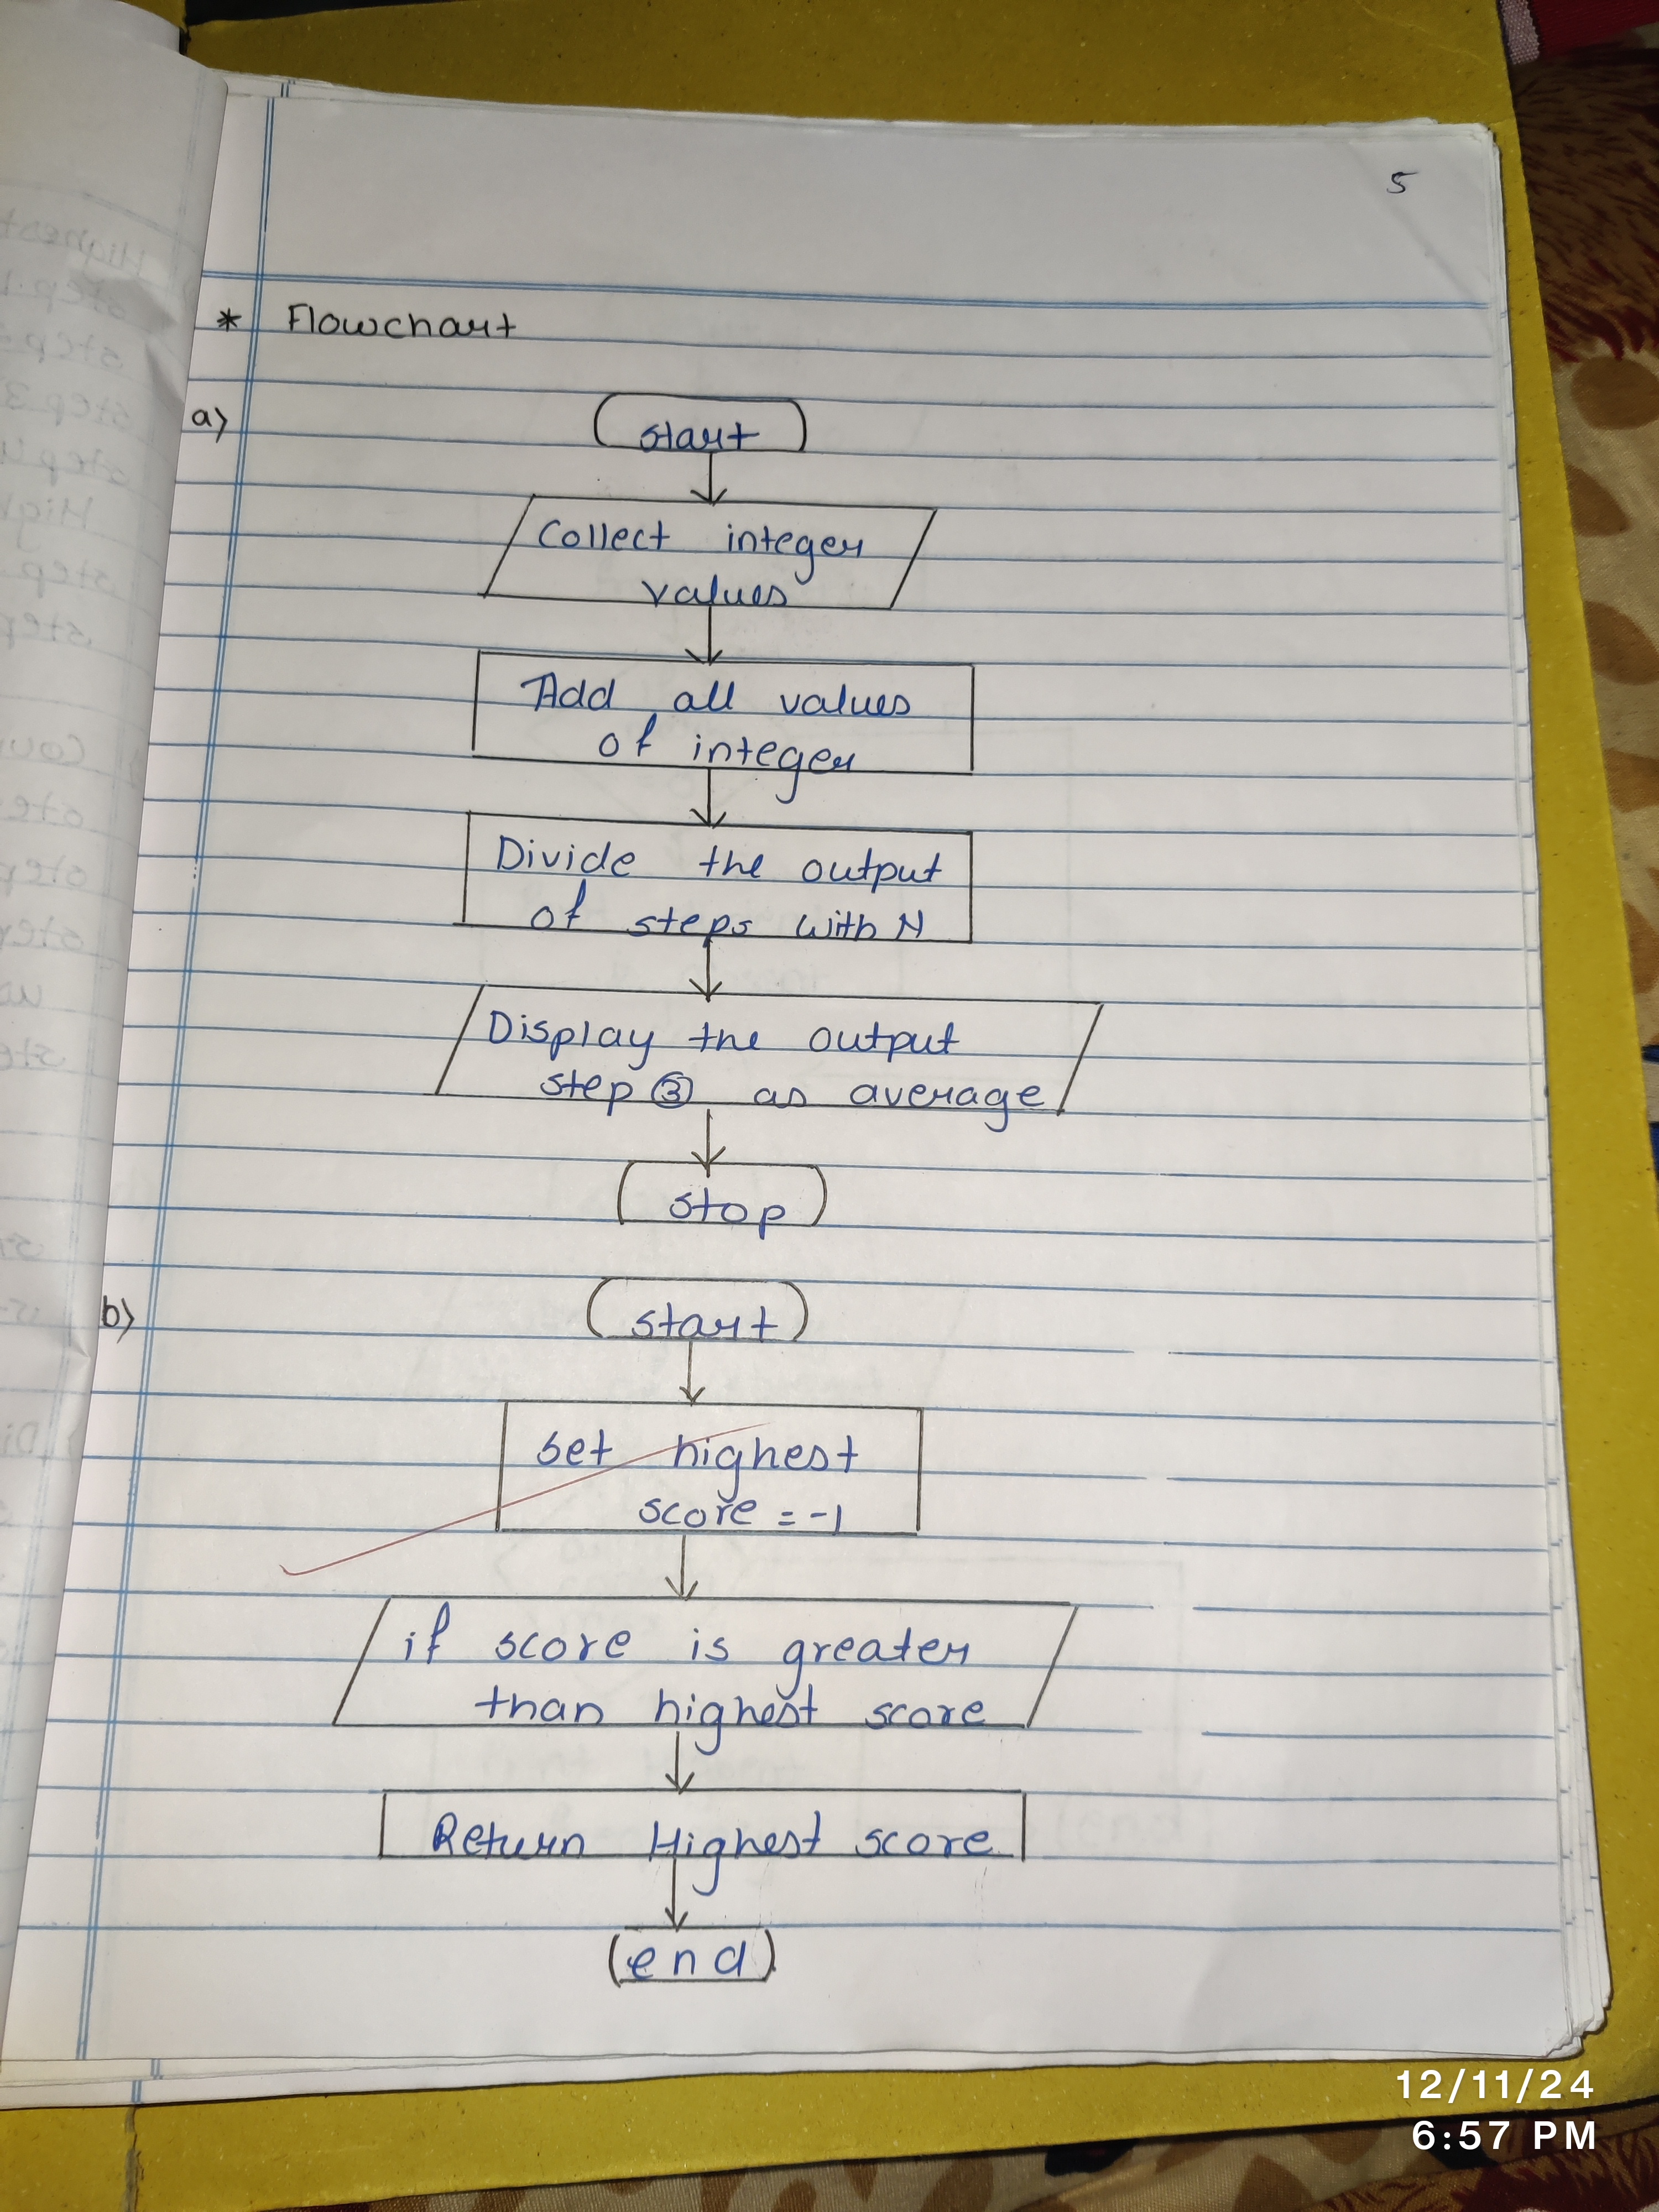 5
* Flowchart
a)
start
Collect integer
values
Add all values
of integer
Divide the output
of steps with N
Display the output
step ③ as average
stop
b)
start
set highest
score = -1
if score is greater
than highest score
Return Highest score
end
12/11/24
6:57 PM